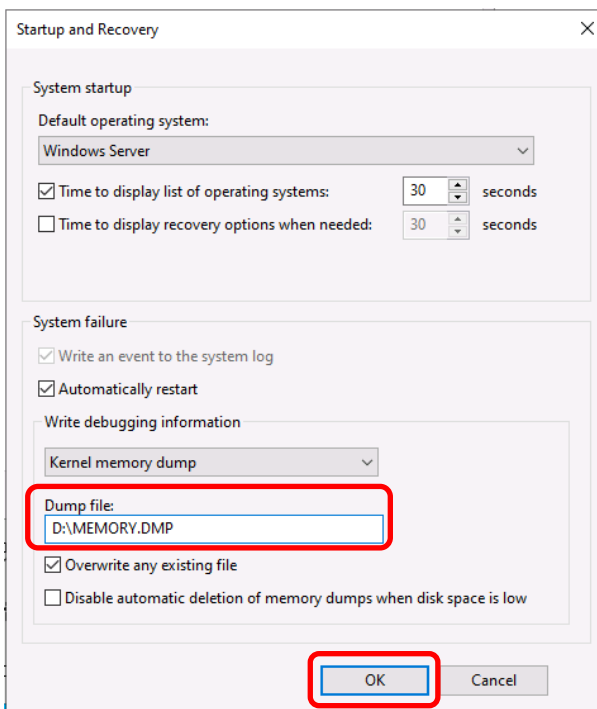 Startup and Recovery
System startup
Default operating system:
Windows Server
Time to display list of operating systems: 30 seconds
Time to display recovery options when needed: 30 seconds
System failure
Write an event to the system log
Automatically restart
Write debugging information
Kernel memory dump
Dump file:
D:\MEMORY.DMP
Overwrite any existing file
Disable automatic deletion of memory dumps when disk space is low
OK Cancel